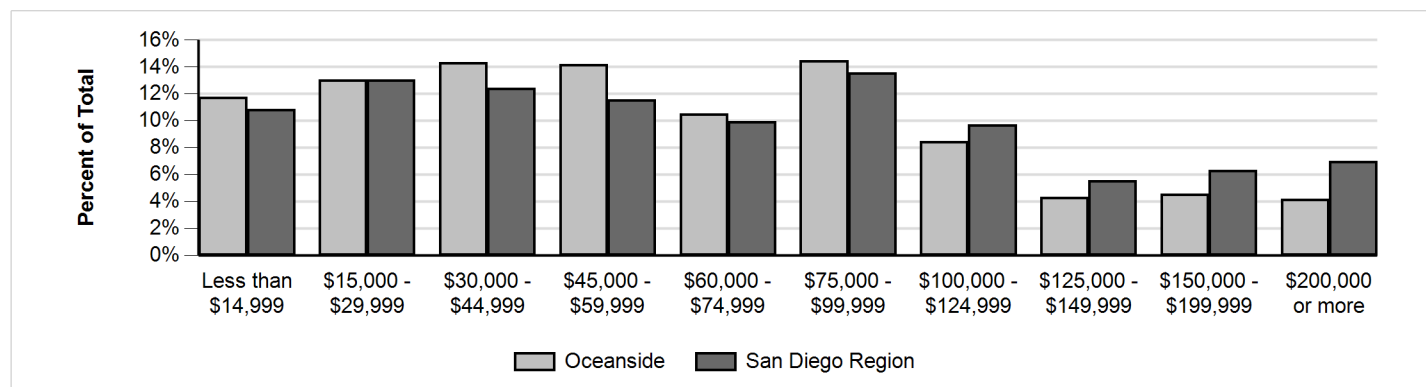 Percent of Total
16%
14%
12%
10%
8%
6%
4%
2%
0%
Less than $15,000 - $30,000 - $45,000 - $60,000 - $75,000 - $100,000 - $125,000 - $150,000 - $200,000
$14,999 $29,999 $44,999 $59,999 $74,999 $99,999 $124,999 $149,999 $199,999 or more
Oceanside San Diego Region